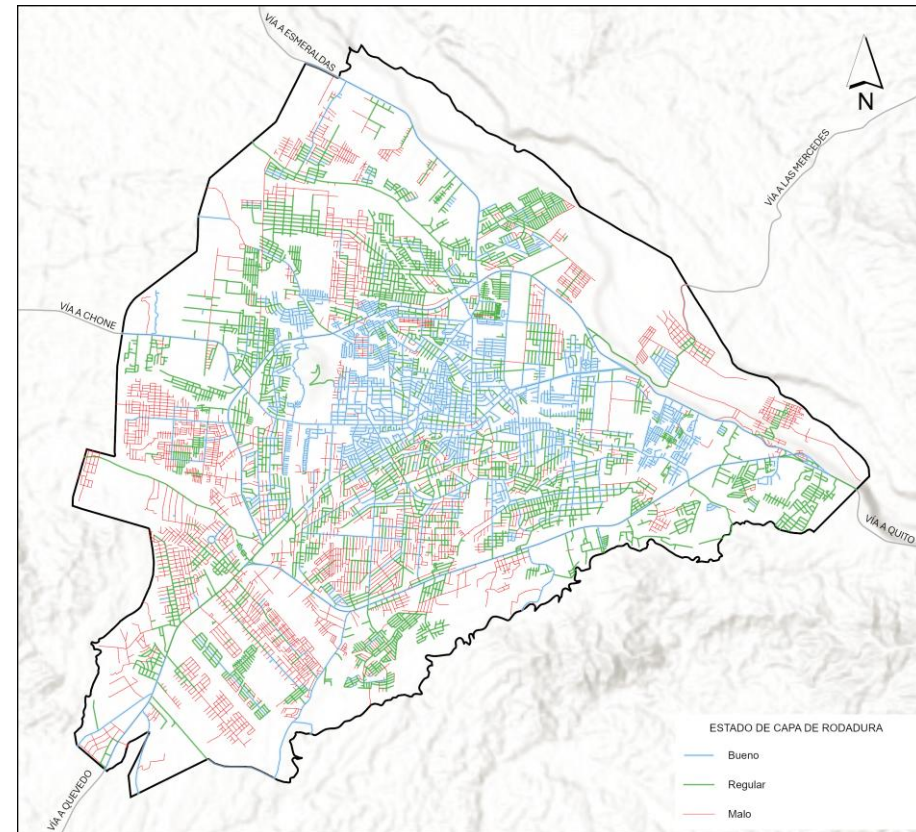 VÍA A ESMERALDAS
N
VÍA A LAS MERCEDES
VÍA A CHONE
VÍA A QUITO
VÍA A QUEVEDO
ESTADO DE CAPA DE RODADURA
Bueno
Regular
Malo